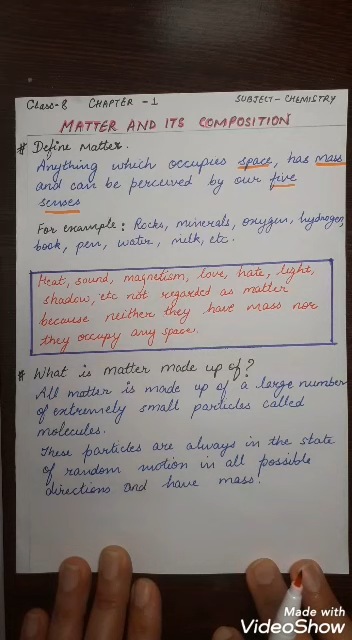 Class-8 CHAPTER -1 SUBJECT- CHEMISTRY
MATTER AND ITS COMPOSITION
# Define Matter.
Anything which occupies space, has mass
and can be perceived by our five
senses
For example: Rocks, minerals, oxygen, hydrogen,
book, pen, water, milk, etc.
Heat, sound, magnetism, love, hate, light,
shadow, etc not regarded as matter
because neither they have mass nor
they occupy any space.
# What is matter made up of?
All matter is made up of a large number
of extremely small particles called
molecules.
These particles are always in the state
of random motion in all possible
directions and have mass.
Made with
VideoShow